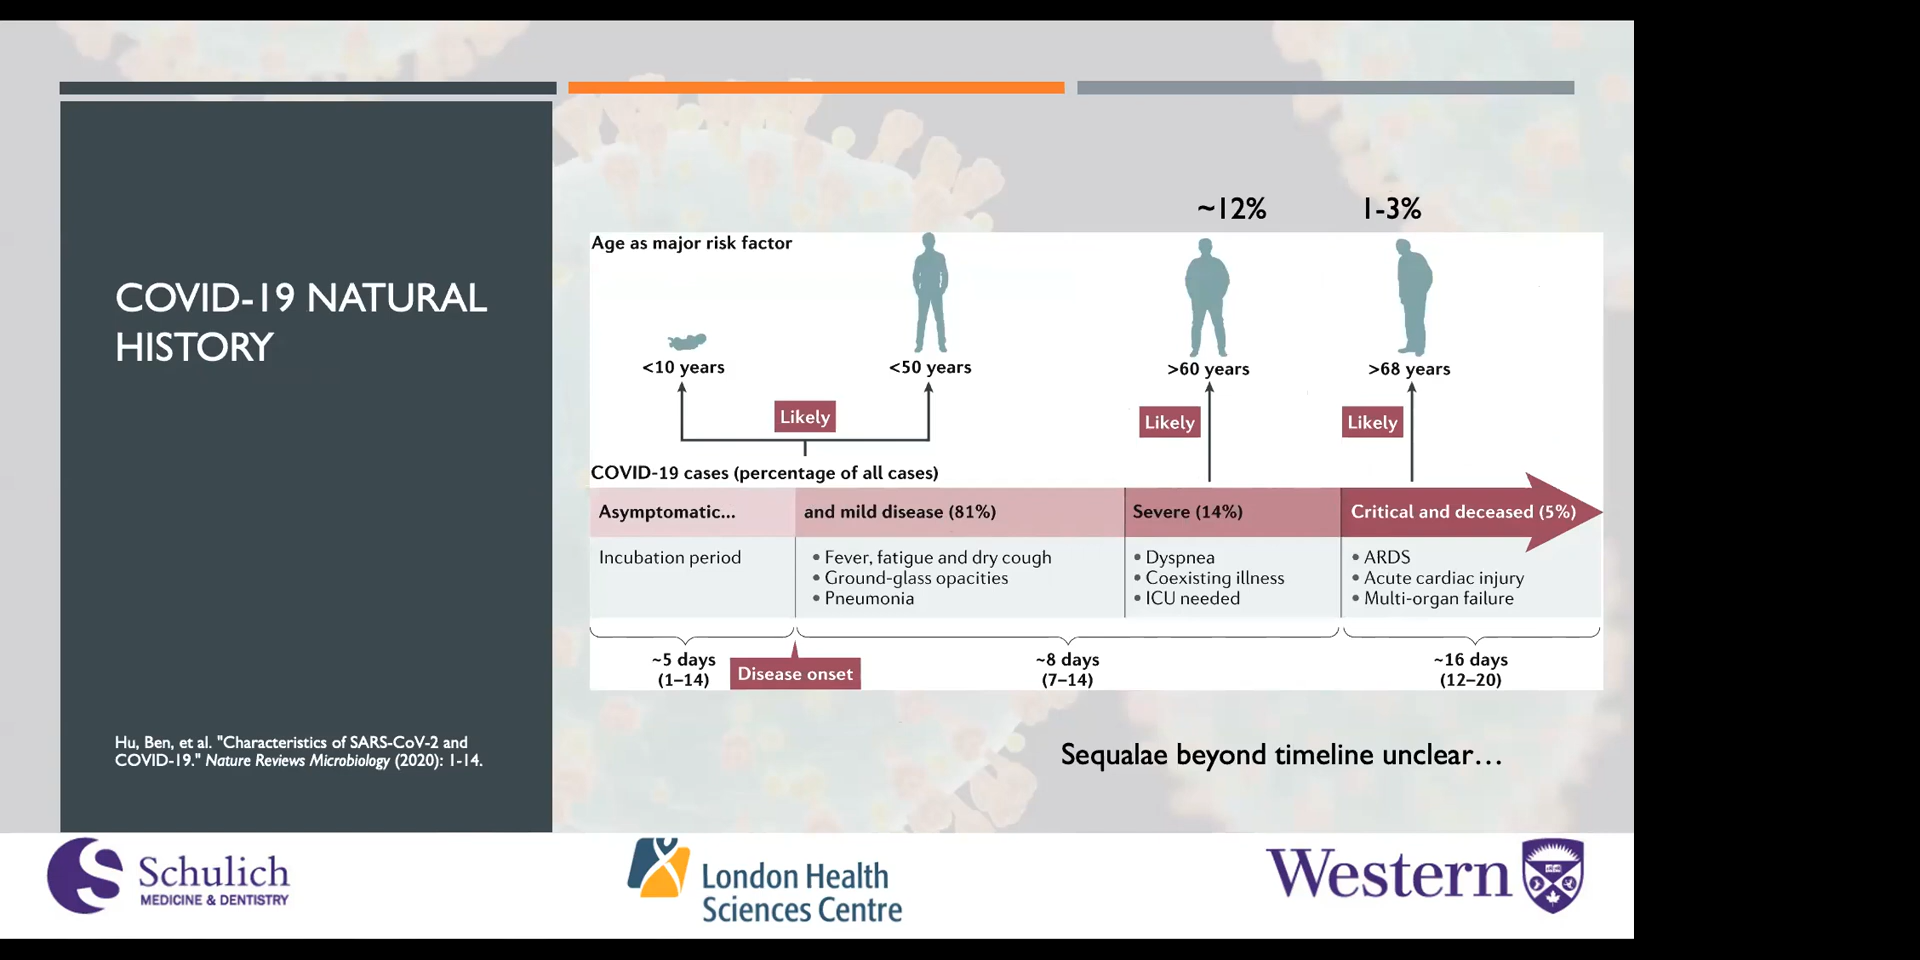 COVID-19 NATURAL
HISTORY
Hu, Ben, et al. "Characteristics of SARS-CoV-2 and
COVID-19." Nature Reviews Microbiology (2020): 1-14.
~12%
1-3%
Age as major risk factor
<10 years
<50 years
>60 years
>68 years
Likely
Likely
Likely
COVID-19 cases (percentage of all cases)
Asymptomatic...
and mild disease (81%)
Severe (14%)
Critical and deceased (5%)
Incubation period
• Fever, fatigue and dry cough
• Ground-glass opacities
• Pneumonia
• Dyspnea
• Coexisting illness
• ICU needed
• ARDS
• Acute cardiac injury
• Multi-organ failure
~5 days
(1–14)
Disease onset
~8 days
(7–14)
~16 days
(12–20)
Sequalae beyond timeline unclear…
Schulich
MEDICINE & DENTISTRY
London Health
Sciences Centre
Western